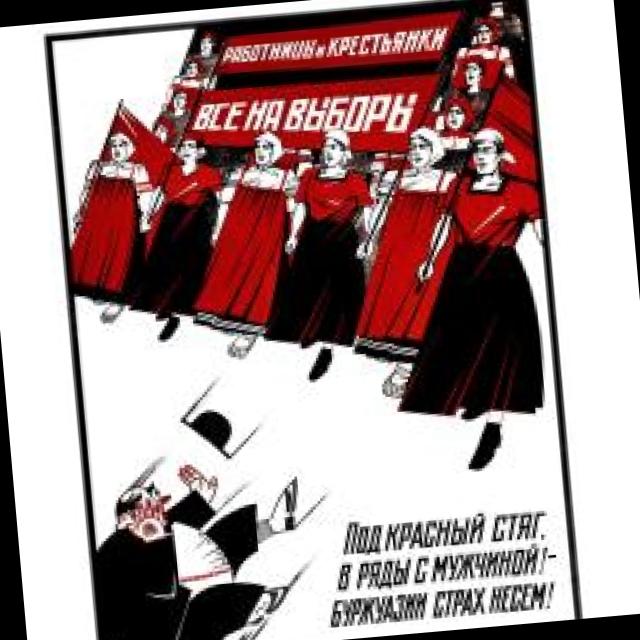 РАБОТНИЦЫ и КРЕСТЬЯНКИ
ВСЕ НА ВЫБОРЫ
ПОД КРАСНЫЙ СТЯГ,
В РЯДЫ С МУЖЧИНОЙ!-
БУРЖУАЗИИ СТРАХ НЕСЕМ!